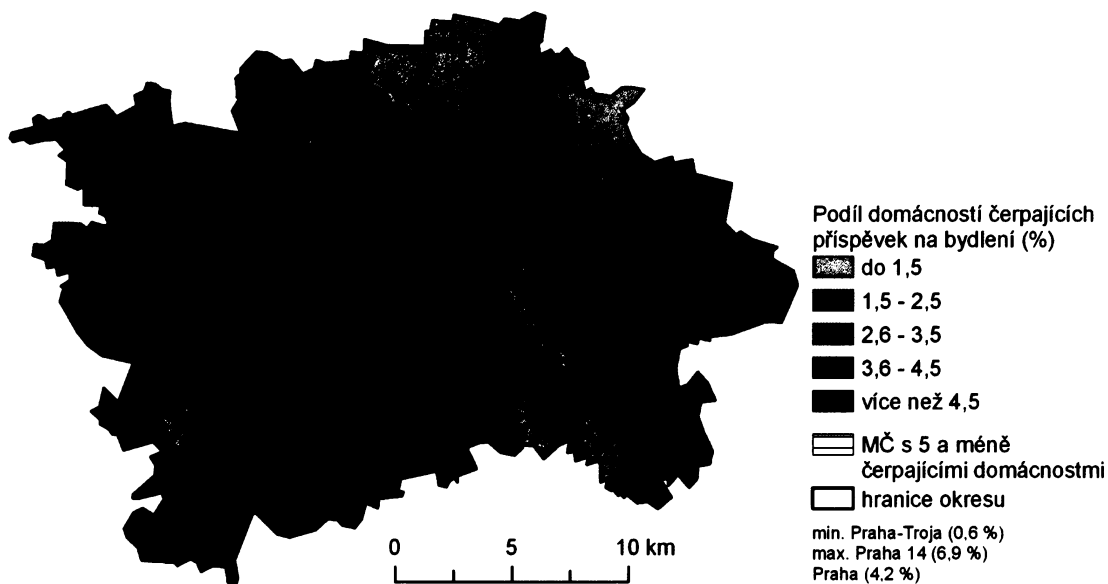 Podíl domácností čerpajících
příspěvek na bydlení (%)
do 1,5
1,5 - 2,5
2,6 - 3,5
3,6 - 4,5
více než 4,5
MČ s 5 a méně
čerpajícími domácnostmi
hranice okresu
min. Praha-Troja (0,6 %)
max. Praha 14 (6,9 %)
Praha (4,2 %)
0 5 10 km